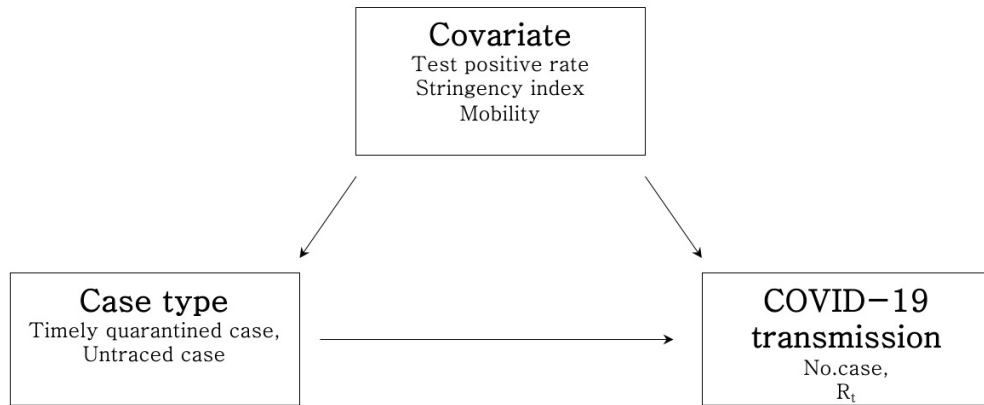 Covariate
Test positive rate
Stringency index
Mobility
Case type
Timely quarantined case,
Untraced case
COVID−19
transmission
No.case,
Rₜ